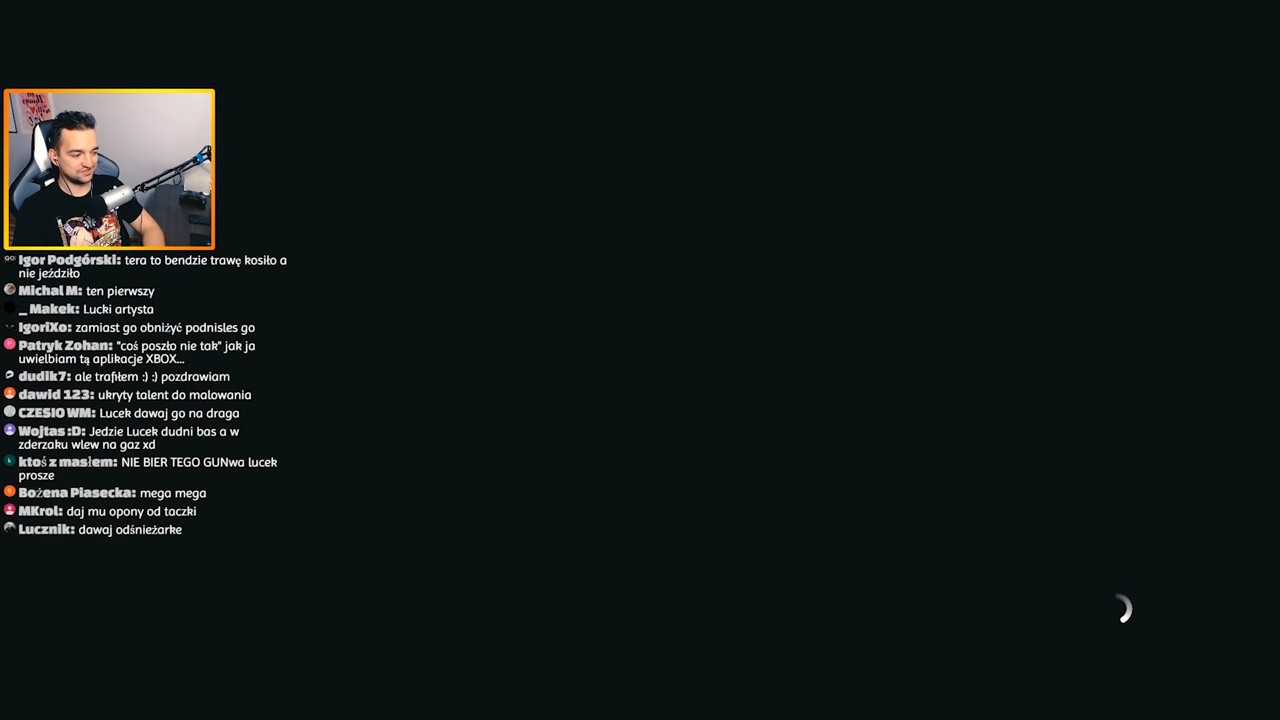 Igor Podgórski: tera to bendzie trawę kosiło a
nie jeździło
Michal M: ten pierwszy
_ Makek: Lucki artysta
IgoriXo: zamiast go obniżyć podnisles go
Patryk Zohan: "coś poszło nie tak" jak ja
uwielbiam tą aplikacje XBOX...
dudik7: ale trafiłem :) :) pozdrawiam
dawid 123: ukryty talent do malowania
CZESIO WM: Lucek dawaj go na draga
Wojtas :D: Jedzie Lucek dudni bas a w
zderzaku wlew na gaz xd
ktoś z masłem: NIE BIER TEGO GUNwa lucek
prosze
Bożena Piasecka: mega mega
MKrol: daj mu opony od taczki
Lucznik: dawaj odśnieżarke